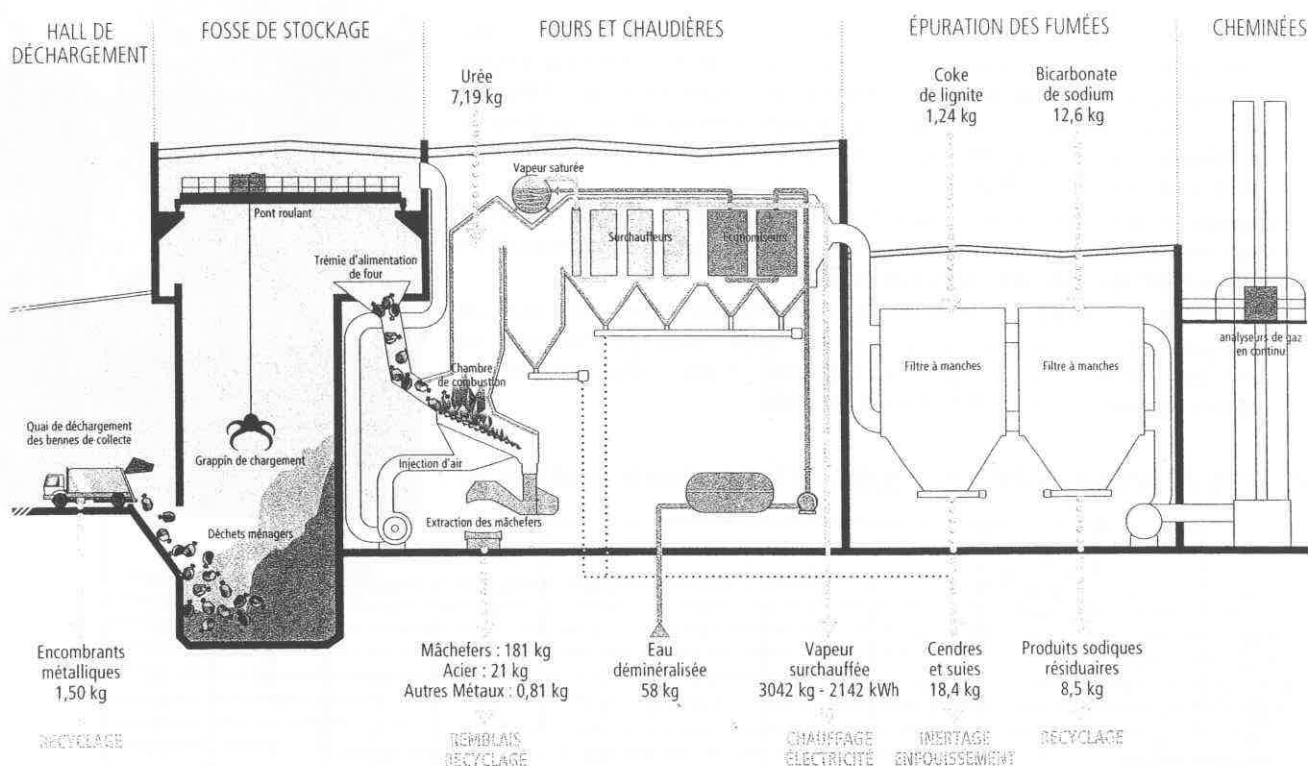 HALL DE
DÉCHARGEMENT
FOSSE DE STOCKAGE
FOURS ET CHAUDIÈRES
ÉPURATION DES FUMÉES
CHEMINÉES
Urée
7,19 kg
Coke
de lignite
1,24 kg
Bicarbonate
de sodium
12,6 kg
Vapeur saturée
Pont roulant
Surchauffeurs
Économiseurs
Trémie d'alimentation
de four
Chambre
de combustion
analyseurs de gaz
en continu
Filtre à manches
Filtre à manches
Quai de déchargement
des bennes de collecte
Grappin de chargement
Injection d'air
Extraction des mâchefers
Déchets ménagers
Encombrants
métalliques
1,50 kg
Mâchefers : 181 kg
Acier : 21 kg
Autres Métaux : 0,81 kg
Eau
déminéralisée
58 kg
Vapeur
surchauffée
3042 kg - 2142 kWh
Cendres
et suies
18,4 kg
Produits sodiques
résiduaires
8,5 kg
RECYCLAGE
REMBLAIS
RECYCLAGE
CHAUFFAGE
ÉLECTRICITÉ
INERTAGE
ENFOUISSEMENT
RECYCLAGE